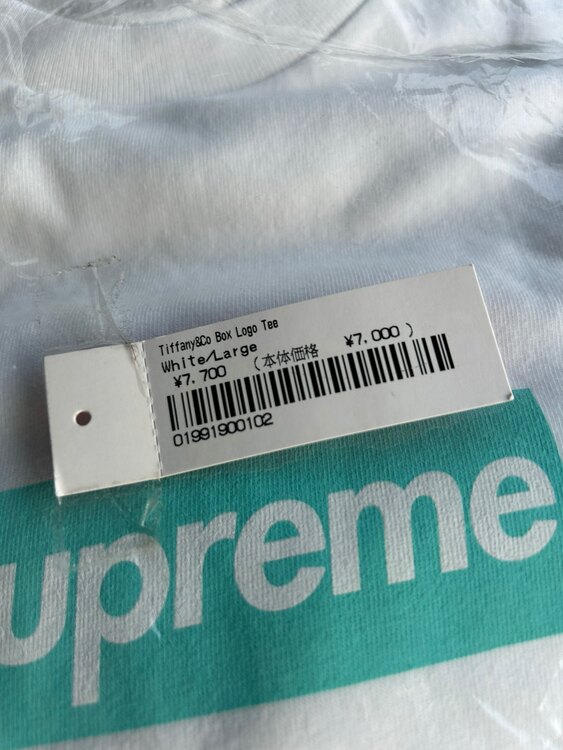 Tiffany&Co Box Logo Tee
White/Large
¥7,700 (本体価格 ¥7,000)
01991900102
upreme